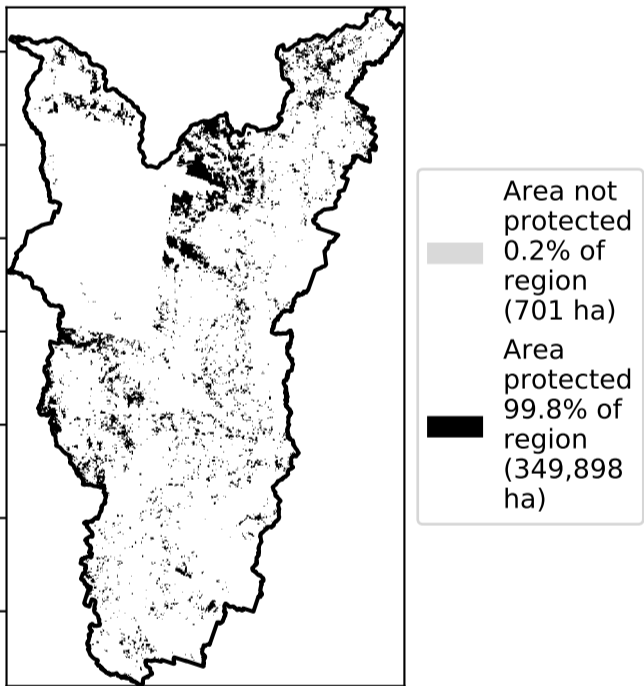 Area not
protected
0.2% of
region
(701 ha)
Area
protected
99.8% of
region
(349,898
ha)